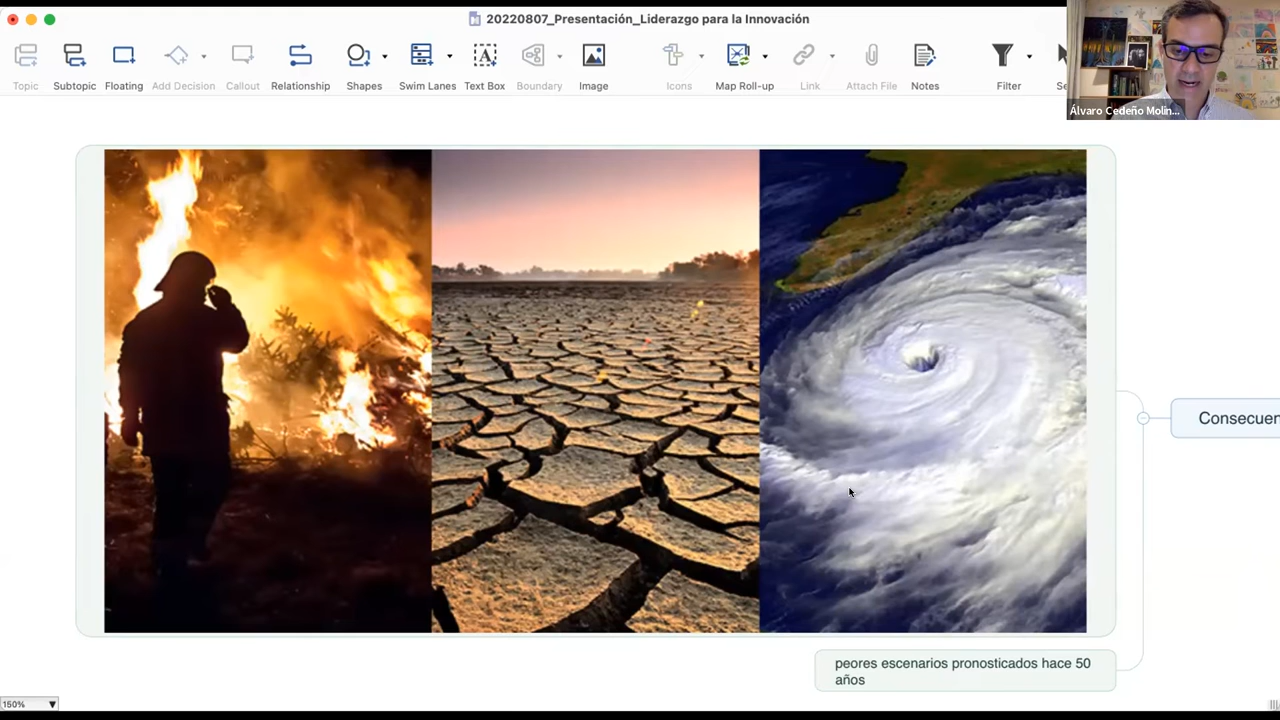 20220807_Presentación_Liderazgo para la Innovación
Topic
Subtopic
Floating
Add Decision
Callout
Relationship
Shapes
Swim Lanes
Text Box
Boundary
Image
Icons
Map Roll-up
Link
Attach File
Notes
Filter
Se
Álvaro Cedeño Molin...
Consecuen
peores escenarios pronosticados hace 50
años
150%